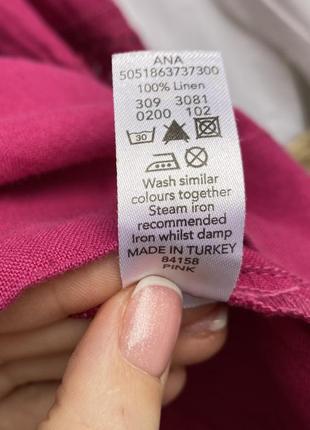 ANA
5051863737300
100% Linen
309 3081
0200 102
30
Wash similar
colours together
Steam iron
recommended
Iron whilst damp
MADE IN TURKEY
84158
PINK